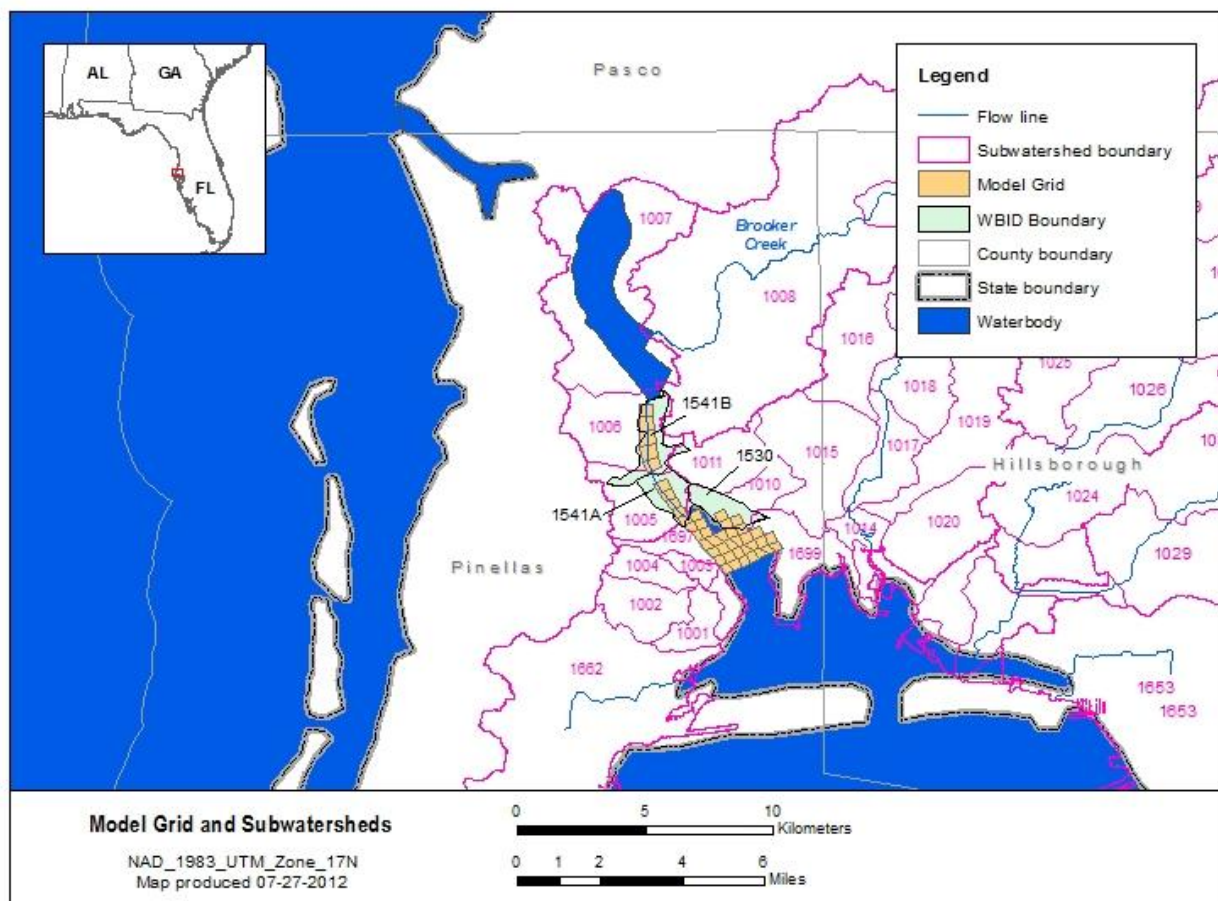 AL
GA
FL
Pasco
Legend
Flow line
Subwatershed boundary
Model Grid
WBID Boundary
County boundary
State boundary
Waterbody
1007
Brooker
Creek
1008
1016
1025
1018
1026
1541B
1006
1019
1017
1015
1011
1530
Hillsborough
1010
1024
1541A
1005
1014
1020
1697
1699
1029
Pinellas
1004
1003
1002
1001
1662
1653
1653
Model Grid and Subwatersheds
NAD_1983_UTM_Zone_17N
Map produced 07-27-2012
0 5 10
Kilometers
0 1 2 4 6
Miles